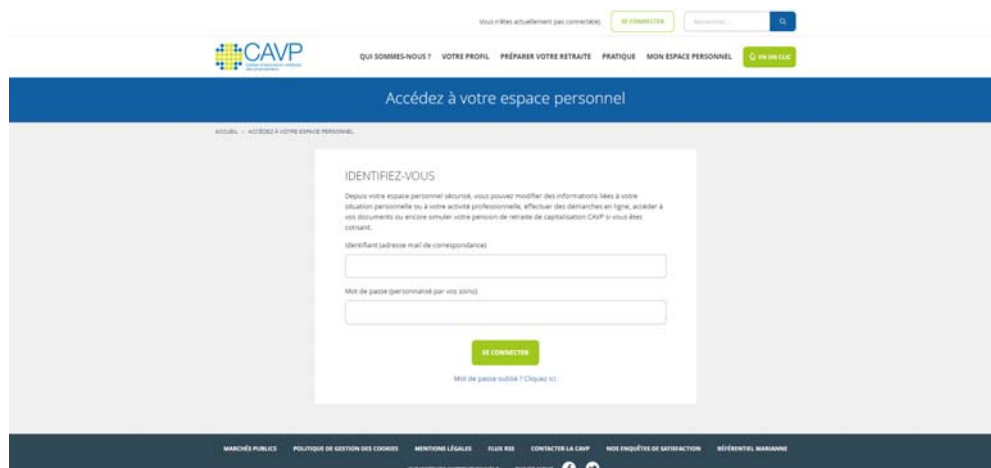 Vous n'êtes actuellement pas connecté(e).
SE CONNECTER
Rechercher...
CAVP
QUI SOMMES-NOUS ? VOTRE PROFIL PRÉPARER VOTRE RETRAITE PRATIQUE MON ESPACE PERSONNEL EN UN CLIC
Accédez à votre espace personnel
ACCUEIL > ACCÉDEZ À VOTRE ESPACE PERSONNEL
IDENTIFIEZ-VOUS
Depuis votre espace personnel sécurisé, vous pouvez modifier des informations liées à votre
situation personnelle ou à votre activité professionnelle, effectuer des démarches en ligne, accéder à
vos documents ou encore simuler votre pension de retraite de capitalisation CAVP si vous êtes
cotisant.
Identifiant (adresse mail de correspondance)
Mot de passe (personnalisé par vos soins)
SE CONNECTER
Mot de passe oublié ? Cliquez ici
MARCHÉS PUBLICS POLITIQUE DE GESTION DES COOKIES MENTIONS LÉGALES FLUX RSS CONTACTER LA CAVP NOS ENQUÊTES DE SATISFACTION RÉFÉRENTIEL MARIANNE